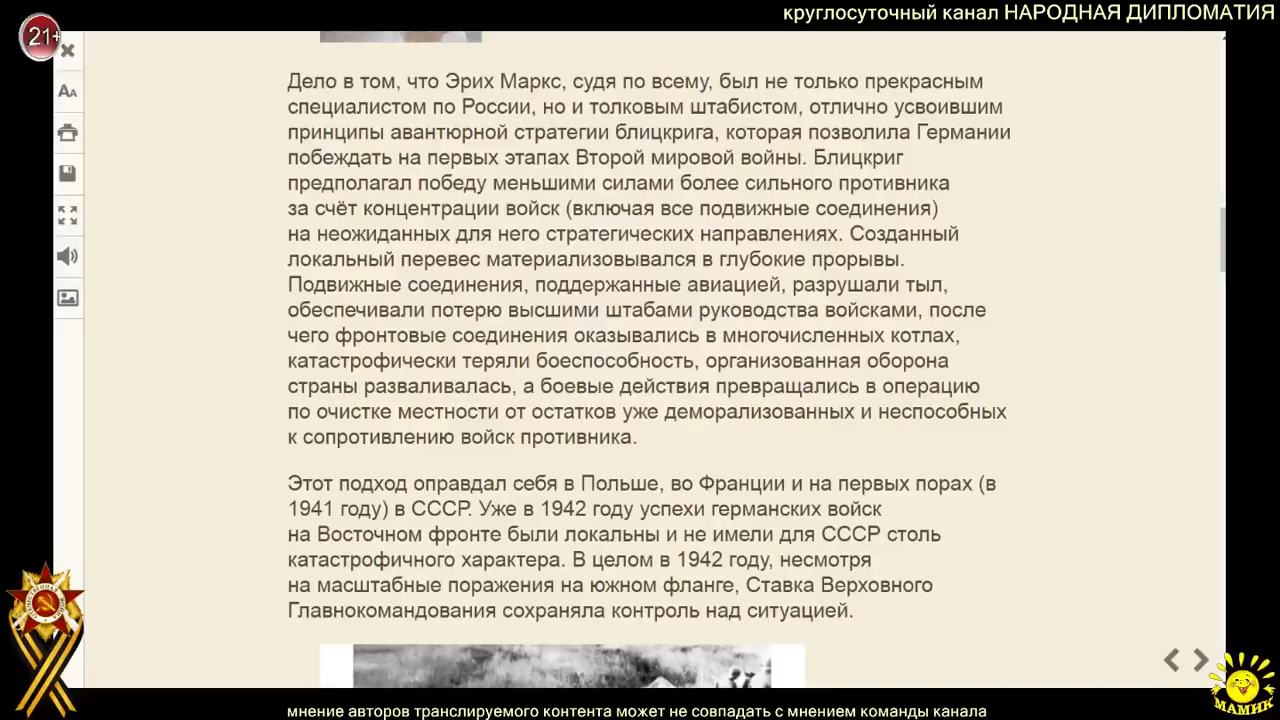 круглосуточный канал НАРОДНАЯ ДИПЛОМАТИЯ
21+
AA
Дело в том, что Эрих Маркс, судя по всему, был не только прекрасным
специалистом по России, но и толковым штабистом, отлично усвоившим
принципы авантюрной стратегии блицкрига, которая позволила Германии
побеждать на первых этапах Второй мировой войны. Блицкриг
предполагал победу меньшими силами более сильного противника
за счёт концентрации войск (включая все подвижные соединения)
на неожиданных для него стратегических направлениях. Созданный
локальный перевес материализовывался в глубокие прорывы.
Подвижные соединения, поддержанные авиацией, разрушали тыл,
обеспечивали потерю высшими штабами руководства войсками, после
чего фронтовые соединения оказывались в многочисленных котлах,
катастрофически теряли боеспособность, организованная оборона
страны разваливалась, а боевые действия превращались в операцию
по очистке местности от остатков уже деморализованных и неспособных
к сопротивлению войск противника.
Этот подход оправдал себя в Польше, во Франции и на первых порах (в
1941 году) в СССР. Уже в 1942 году успехи германских войск
на Восточном фронте были локальны и не имели для СССР столь
катастрофичного характера. В целом в 1942 году, несмотря
на масштабные поражения на южном фланге, Ставка Верховного
Главнокомандования сохраняла контроль над ситуацией.
МАМИК
мнение авторов транслируемого контента может не совпадать с мнением команды канала